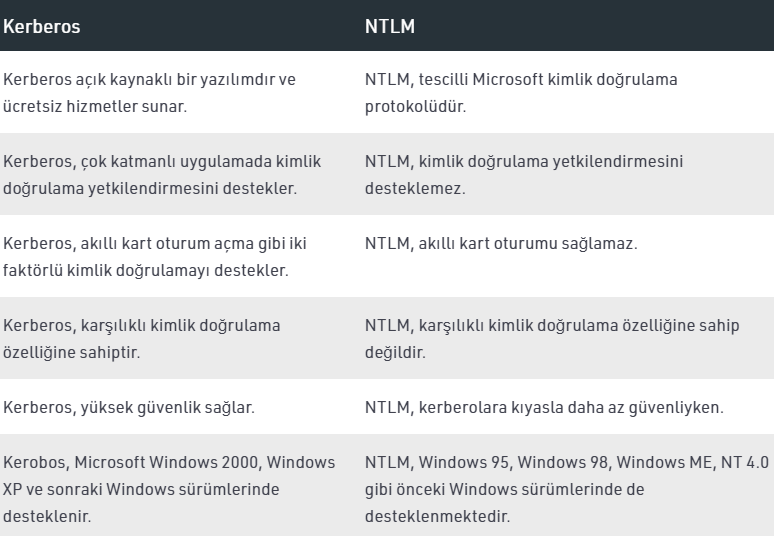 Kerberos
NTLM
Kerberos açık kaynaklı bir yazılımdır ve
ücretsiz hizmetler sunar.
NTLM, tescilli Microsoft kimlik doğrulama
protokolüdür.
Kerberos, çok katmanlı uygulamada kimlik
doğrulama yetkilendirmesini destekler.
NTLM, kimlik doğrulama yetkilendirmesini
desteklemez.
Kerberos, akıllı kart oturum açma gibi iki
faktörlü kimlik doğrulamayı destekler.
NTLM, akıllı kart oturumu sağlamaz.
Kerberos, karşılıklı kimlik doğrulama
özelliğine sahiptir.
NTLM, karşılıklı kimlik doğrulama özelliğine sahip
değildir.
Kerberos, yüksek güvenlik sağlar.
NTLM, kerberolara kıyasla daha az güvenliyken.
Kerobos, Microsoft Windows 2000, Windows
XP ve sonraki Windows sürümlerinde
desteklenir.
NTLM, Windows 95, Windows 98, Windows ME, NT 4.0
gibi önceki Windows sürümlerinde de
desteklenmektedir.